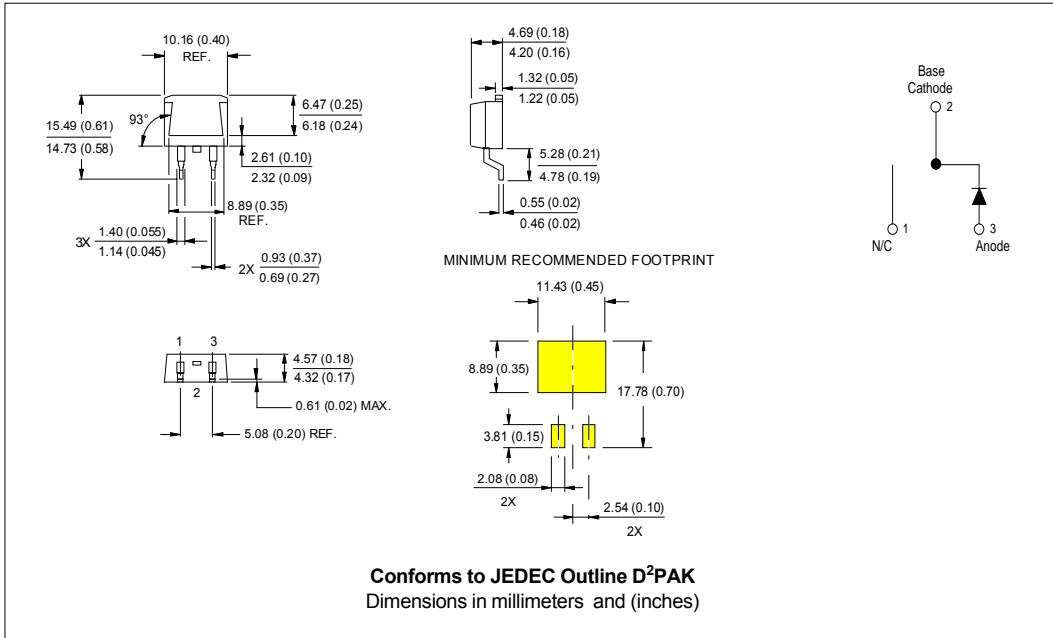 10.16 (0.40)
REF.
15.49 (0.61)
14.73 (0.58)
93°
6.47 (0.25)
6.18 (0.24)
2.61 (0.10)
2.32 (0.09)
8.89 (0.35)
REF.
3X
1.40 (0.055)
1.14 (0.045)
2X
0.93 (0.37)
0.69 (0.27)
4.69 (0.18)
4.20 (0.16)
1.32 (0.05)
1.22 (0.05)
5.28 (0.21)
4.78 (0.19)
0.55 (0.02)
0.46 (0.02)
Base
Cathode
2
1
N/C
3
Anode
1 3
2
4.57 (0.18)
4.32 (0.17)
0.61 (0.02) MAX.
5.08 (0.20) REF.
MINIMUM RECOMMENDED FOOTPRINT
11.43 (0.45)
8.89 (0.35)
17.78 (0.70)
3.81 (0.15)
2.08 (0.08)
2X
2.54 (0.10)
2X
Conforms to JEDEC Outline D²PAK
Dimensions in millimeters and (inches)